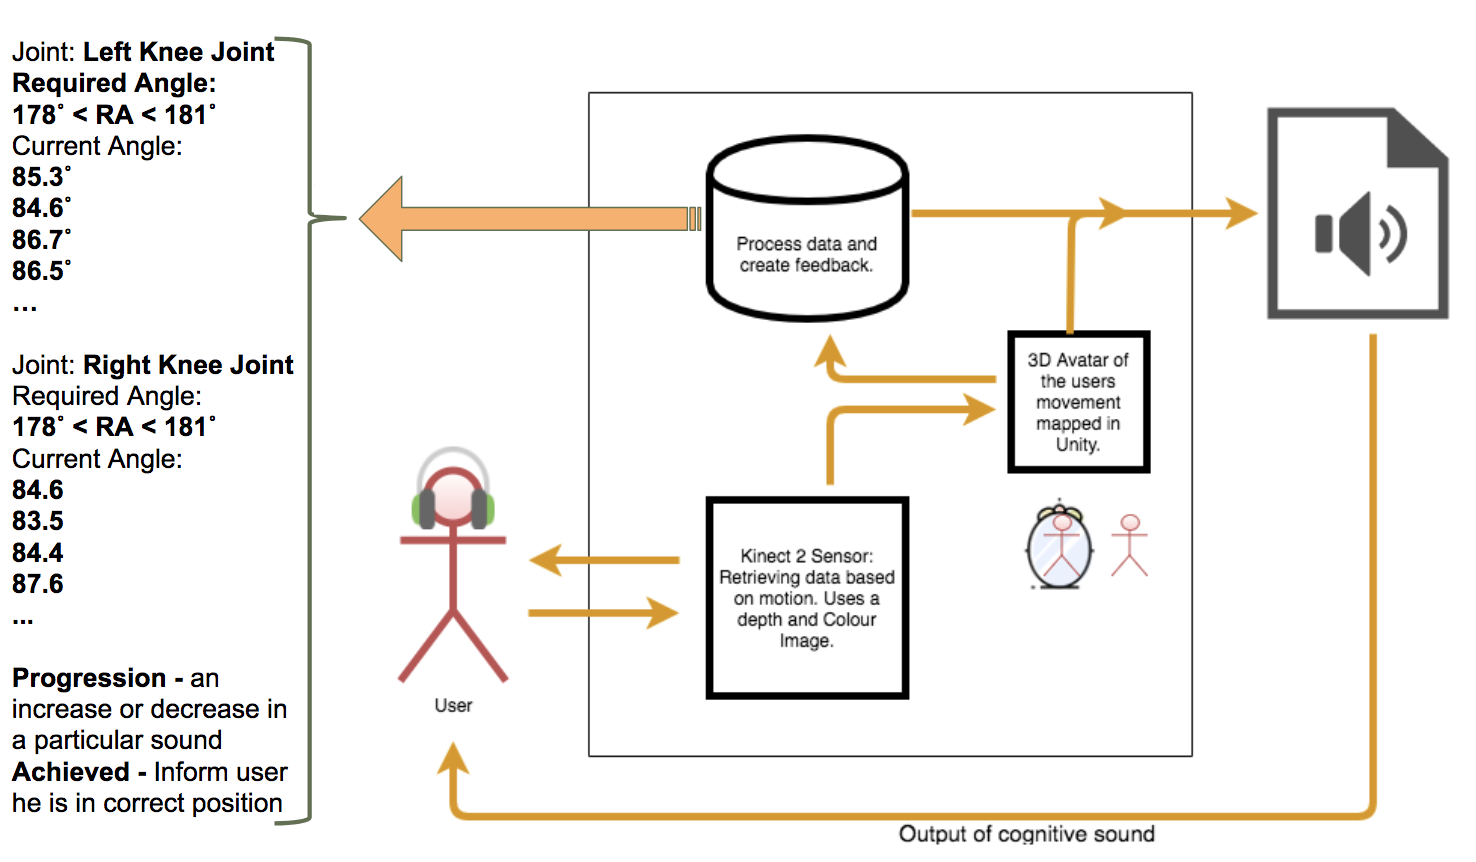 Joint: Left Knee Joint
Required Angle:
178˚ < RA < 181˚
Current Angle:
85.3˚
84.6˚
86.7˚
86.5˚
...
Joint: Right Knee Joint
Required Angle:
178˚ < RA < 181˚
Current Angle:
84.6
83.5
84.4
87.6
...
Progression - an
increase or decrease in
a particular sound
Achieved - Inform user
he is in correct position
Process data and
create feedback.
3D Avatar of
the users
movement
mapped in
Unity.
Kinect 2 Sensor:
Retrieving data based
on motion. Uses a
depth and Colour
Image.
User
Output of cognitive sound